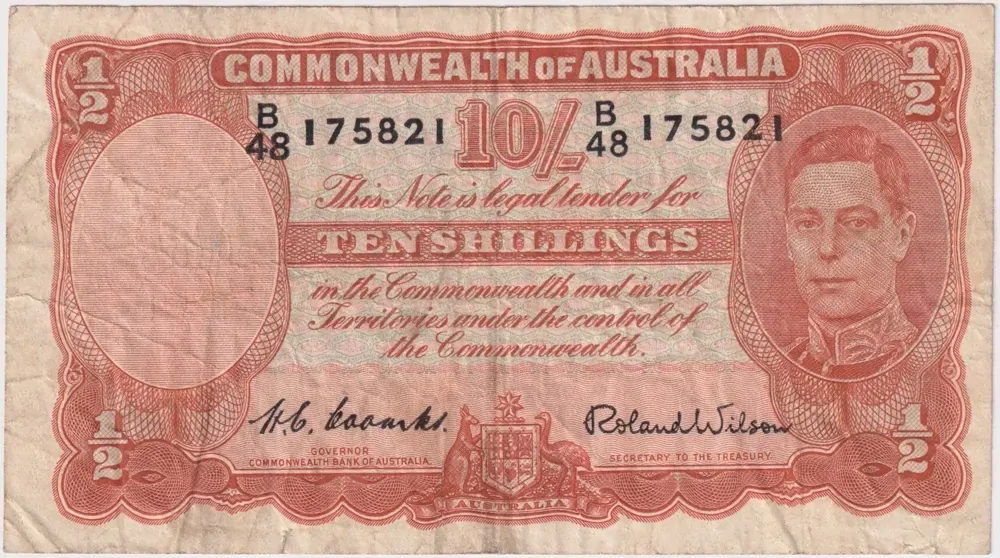 COMMONWEALTH OF AUSTRALIA
1/2
1/2
B/48 175821
10/-
B/48 175821
This Note is legal tender for
TEN SHILLINGS
in the Commonwealth and in all
Territories under the control of
the Commonwealth.
H.C. Coombs.
Roland Wilson
GOVERNOR
COMMONWEALTH BANK OF AUSTRALIA.
SECRETARY TO THE TREASURY.
1/2
1/2
AUSTRALIA